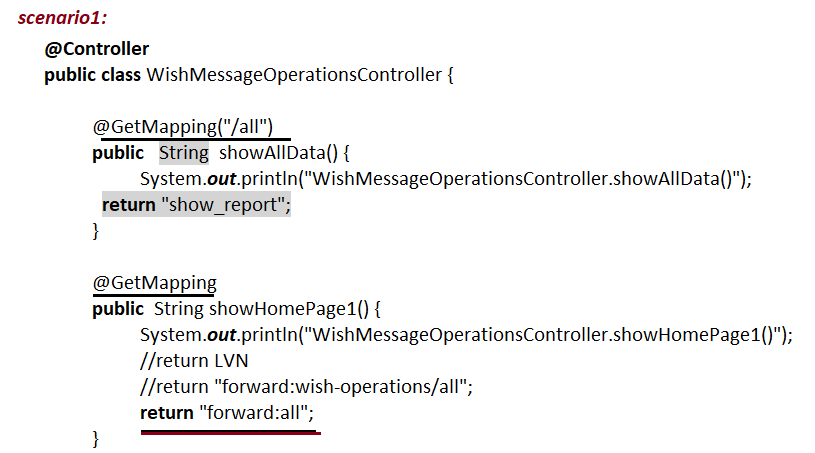 scenario1:
@Controller
public class WishMessageOperationsController {
@GetMapping("/all")
public String showAllData() {
System.out.println("WishMessageOperationsController.showAllData()");
return "show_report";
}
@GetMapping
public String showHomePage1() {
System.out.println("WishMessageOperationsController.showHomePage1()");
//return LVN
//return "forward:wish-operations/all";
return "forward:all";
}